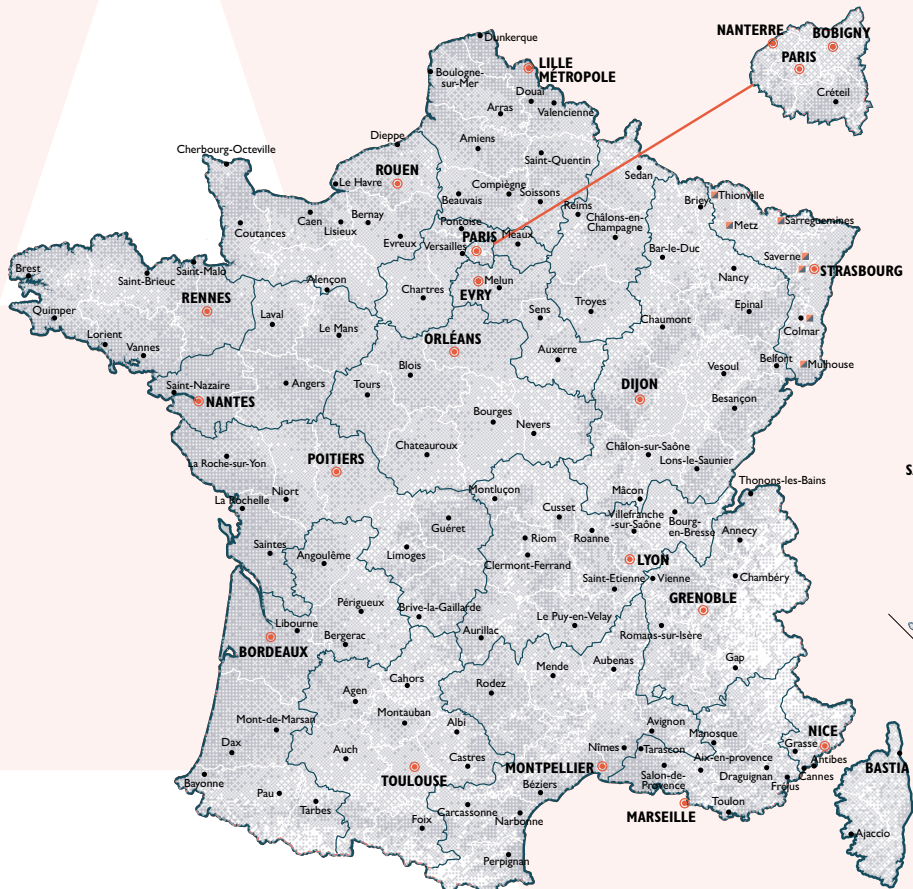 NANTERRE
BOBIGNY
PARIS
Créteil
Dunkerque
LILLE
MÉTROPOLE
Boulogne-
sur-Mer
Douai
Valencienne
Arras
Dieppe
Amiens
Cherbourg-Octeville
Saint-Quentin
Sedan
ROUEN
Le Havre
Compiègne
Soissons
Beauvais
Thionville
Briey
Reims
Châlons-en-
Champagne
Sarreguemines
Metz
Coutances
Caen
Bernay
Lisieux
Pontoise
Evreux
Versailles
PARIS
Meaux
Bar-le-Duc
Saverne
STRASBOURG
Brest
Saint-Brieuc
Saint-Malo
Alençon
Chartres
EVRY
Melun
Nancy
RENNES
Quimper
Laval
Sens
Troyes
Epinal
Lorient
Le Mans
Chaumont
Colmar
Vannes
ORLÉANS
Auxerre
Belfort
Mulhouse
Blois
Vesoul
Saint-Nazaire
Angers
Tours
DIJON
NANTES
Besançon
Bourges
Nevers
Chateauroux
Châlon-sur-Saône
Lons-le-Saunier
La Roche-sur-Yon
POITIERS
Thonons-les-Bains
La Rochelle
Niort
Montluçon
Mâcon
Cusset
Villefranche
-sur-Saône
Bourg-
en-Bresse
Guéret
Annecy
Riom
Roanne
Saintes
Limoges
Angoulême
Clermont-Ferrand
LYON
Saint-Etienne
Vienne
Chambéry
Périgueux
Brive-la-Gaillarde
GRENOBLE
Libourne
Le Puy-en-Velay
Aurillac
Romans-sur-Isère
BORDEAUX
Bergerac
Mende
Aubenas
Gap
Cahors
Rodez
Agen
Mont-de-Marsan
Montauban
Albi
Avignon
Manosque
NICE
Dax
Auch
Castres
Nîmes
Tarascon
Grasse
Antibes
BASTIA
TOULOUSE
MONTPELLIER
Aix-en-provence
Cannes
Bayonne
Béziers
Salon-de-
Provence
Draguignan
Frejus
Pau
Tarbes
Carcassonne
Toulon
MARSEILLE
Foix
Narbonne
Ajaccio
Perpignan